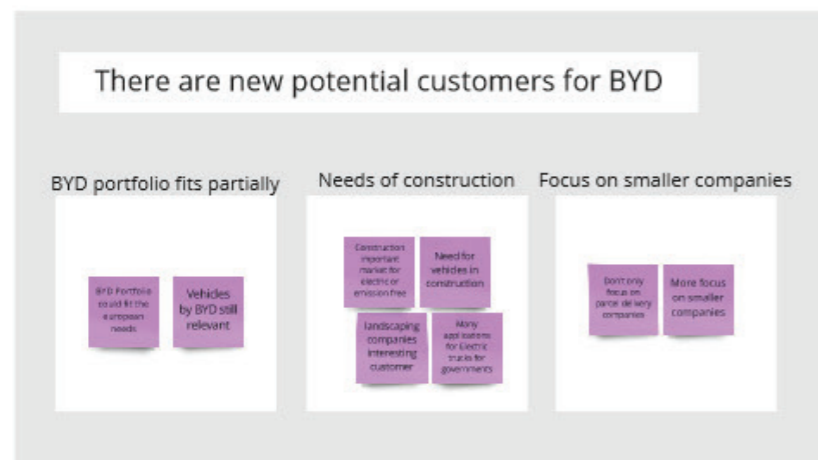 There are new potential customers for BYD
BYD portfolio fits partially
BYD Portfolio
could fit the
european
needs
Vehicles
by BYD still
relevant
Needs of construction
Construction
important
market for
electric or
emission free
Need for
vehicles in
construction
landscaping
companies
interesting
customer
Many
applications
for Electric
trucks for
governments
Focus on smaller companies
Don't only
focus on
parcel delivery
companies
More focus
on smaller
companies